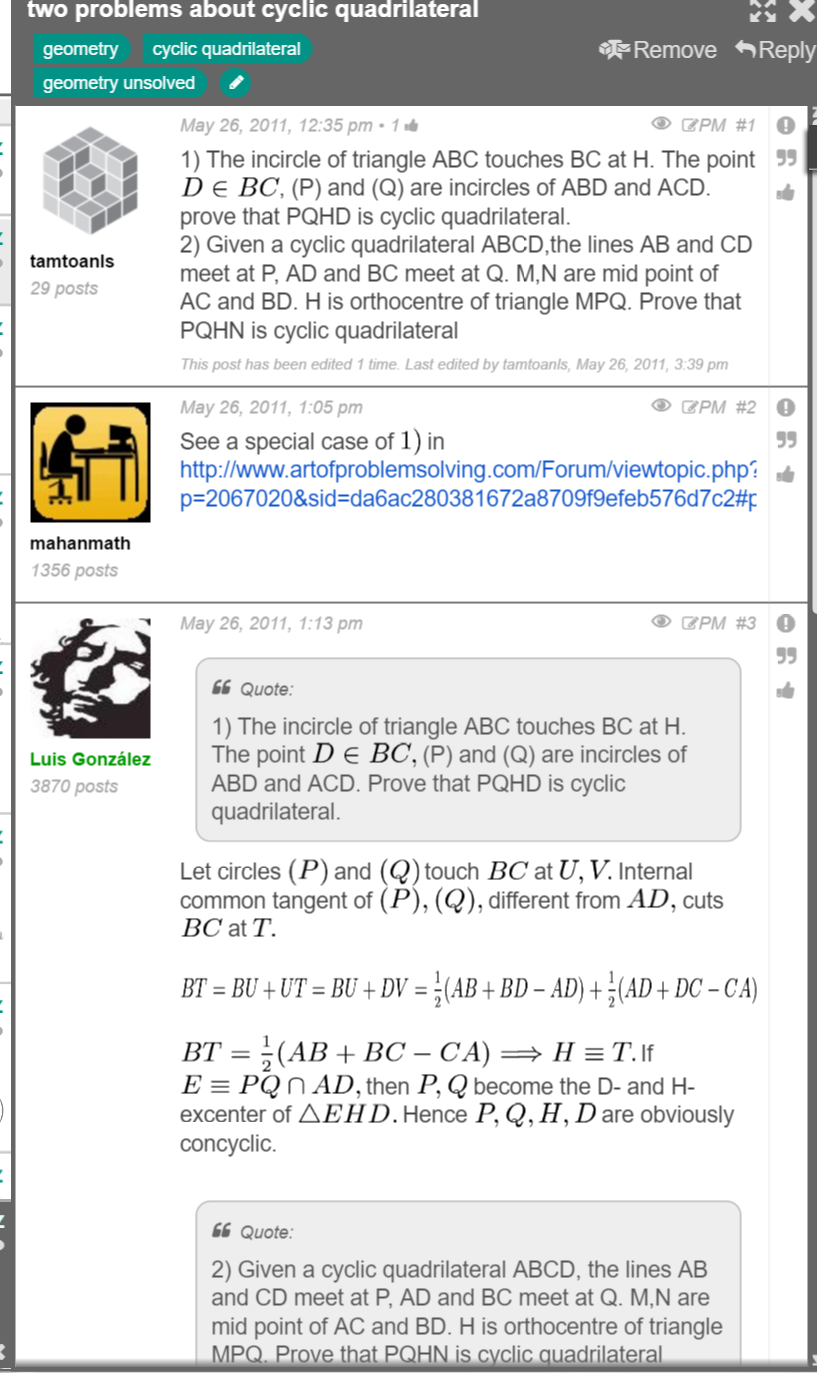 two problems about cyclic quadrilateral
geometry cyclic quadrilateral
Remove Reply
geometry unsolved
May 26, 2011, 12:35 pm • 1
PM #1
1) The incircle of triangle ABC touches BC at H. The point
D ∈ BC, (P) and (Q) are incircles of ABD and ACD.
prove that PQHD is cyclic quadrilateral.
2) Given a cyclic quadrilateral ABCD,the lines AB and CD
meet at P, AD and BC meet at Q. M,N are mid point of
AC and BD. H is orthocentre of triangle MPQ. Prove that
PQHN is cyclic quadrilateral
tamtoanls
29 posts
This post has been edited 1 time. Last edited by tamtoanls, May 26, 2011, 3:39 pm
May 26, 2011, 1:05 pm
PM #2
See a special case of 1) in
http://www.artofproblemsolving.com/Forum/viewtopic.php?
p=2067020&sid=da6ac280381672a8709f9efeb576d7c2#p
mahanmath
1356 posts
May 26, 2011, 1:13 pm
PM #3
Luis González
3870 posts
Quote:
1) The incircle of triangle ABC touches BC at H.
The point D ∈ BC, (P) and (Q) are incircles of
ABD and ACD. Prove that PQHD is cyclic
quadrilateral.
Let circles (P) and (Q) touch BC at U, V. Internal
common tangent of (P), (Q), different from AD, cuts
BC at T.
BT = BU + UT = BU + DV = 1/2(AB + BD − AD) + 1/2(AD + DC − CA)
BT = 1/2(AB + BC − CA) ⟹ H ≡ T. If
E ≡ PQ ∩ AD, then P, Q become the D- and H-
excenter of △EHD. Hence P, Q, H, D are obviously
concyclic.
Quote:
2) Given a cyclic quadrilateral ABCD, the lines AB
and CD meet at P, AD and BC meet at Q. M,N are
mid point of AC and BD. H is orthocentre of triangle
MPQ. Prove that PQHN is cyclic quadrilateral